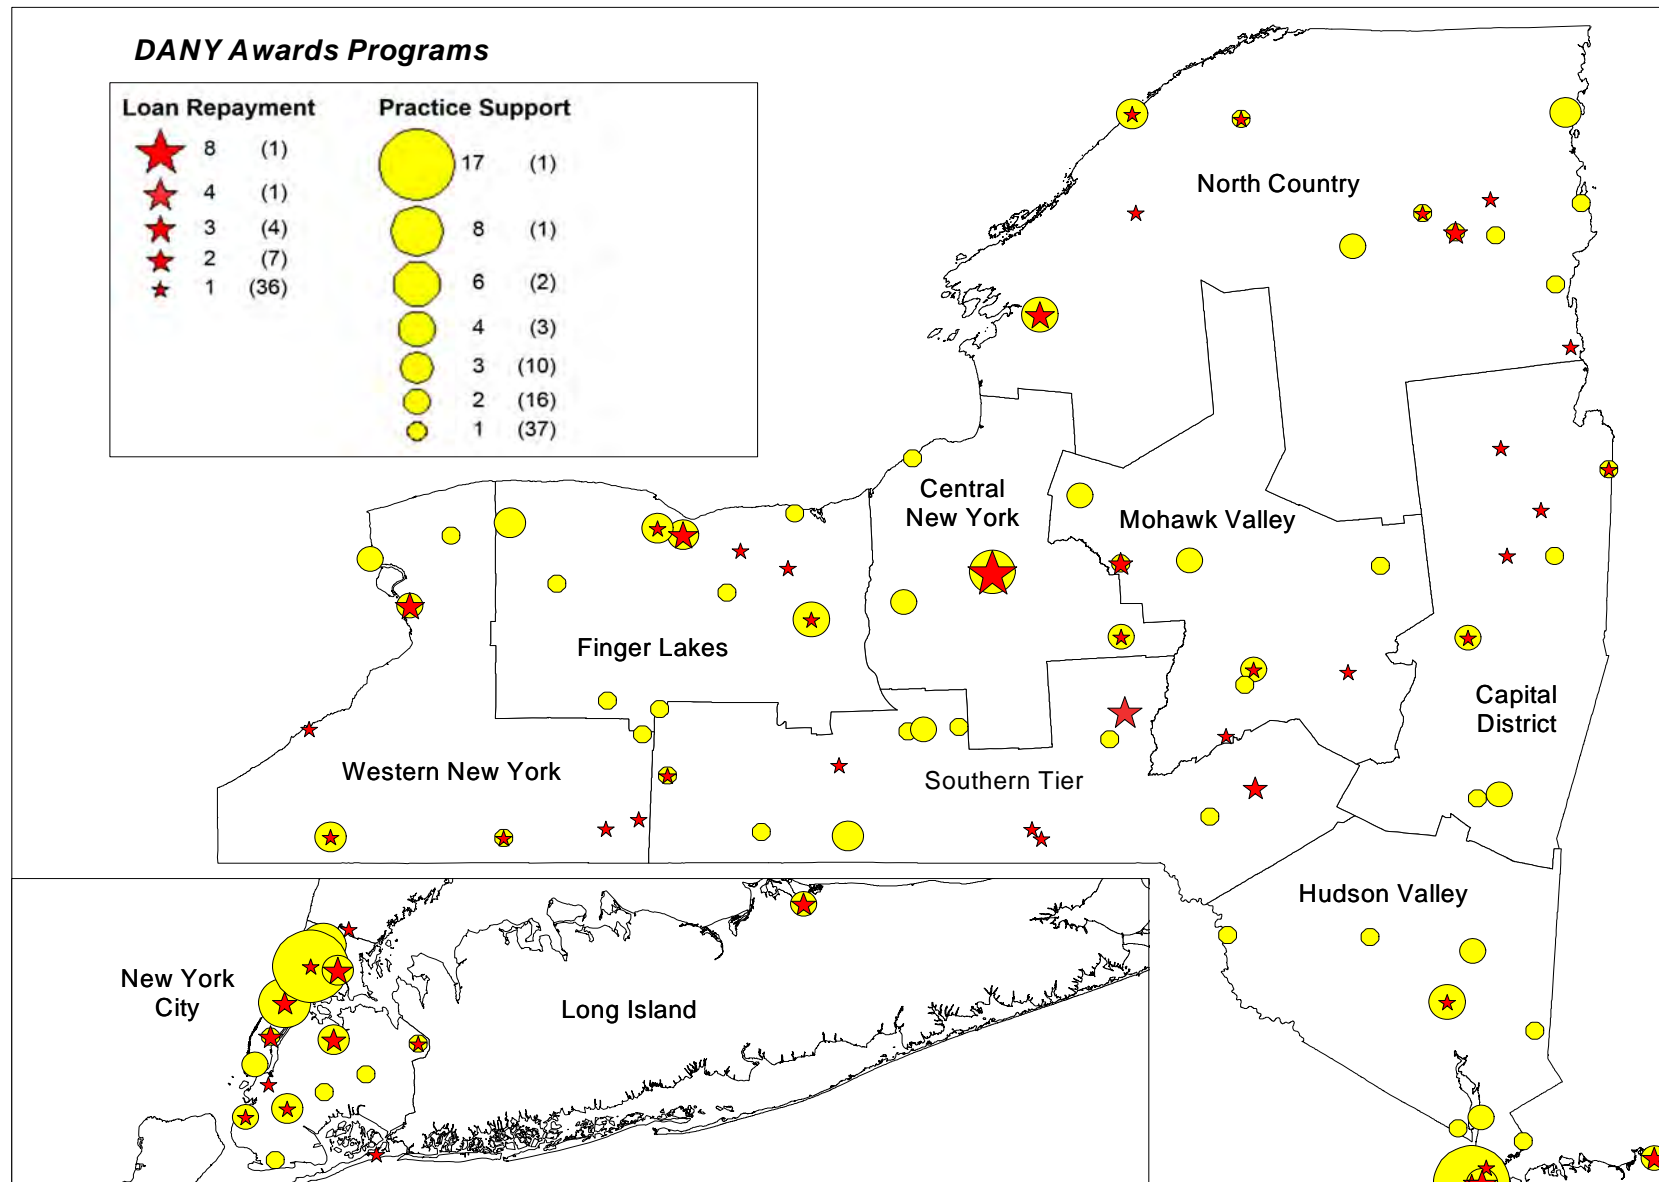 DANY Awards Programs
Loan Repayment Practice Support
8 (1)
4 (1)
3 (4)
2 (7)
1 (36)
17 (1)
8 (1)
6 (2)
4 (3)
3 (10)
2 (16)
1 (37)
North Country
Central
New York
Mohawk Valley
Finger Lakes
Capital
District
Western New York
Southern Tier
Hudson Valley
New York
City
Long Island